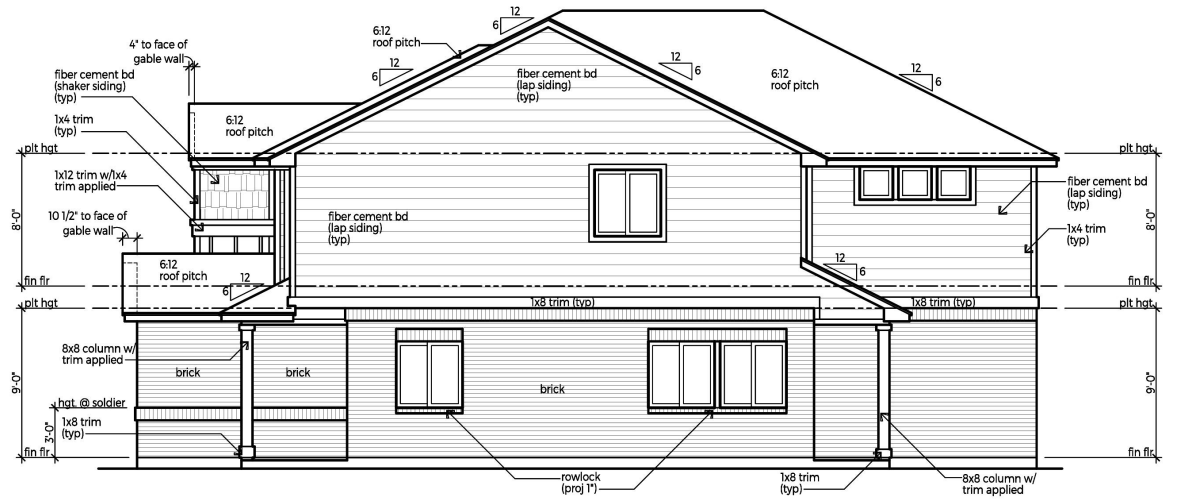 12
6
6:12
roof pitch
12
6
4" to face of
gable wall
fiber cement bd
(shaker siding)
(typ)
1x4 trim
(typ)
plt hgt
1x12 trim w/1x4
trim applied
10 1/2" to face of
gable wall
8'-0"
fin flr
plt hgt
6:12
roof pitch
6:12
roof pitch
12
6
fiber cement bd
(lap siding)
(typ)
12
6
6:12
roof pitch
12
6
plt hgt
fiber cement bd
(lap siding)
(typ)
1x4 trim
(typ)
8'-0"
fin flr
plt hgt
fiber cement bd
(lap siding)
(typ)
12
6
1x8 trim (typ)
1x8 trim (typ)
8x8 column w/
trim applied
brick
brick
brick
9'-0"
hgt. @ soldier
3'-0"
1x8 trim
(typ)
fin flr
9'-0"
fin flr
rowlock
(proj 1")
1x8 trim
(typ)
8x8 column w/
trim applied